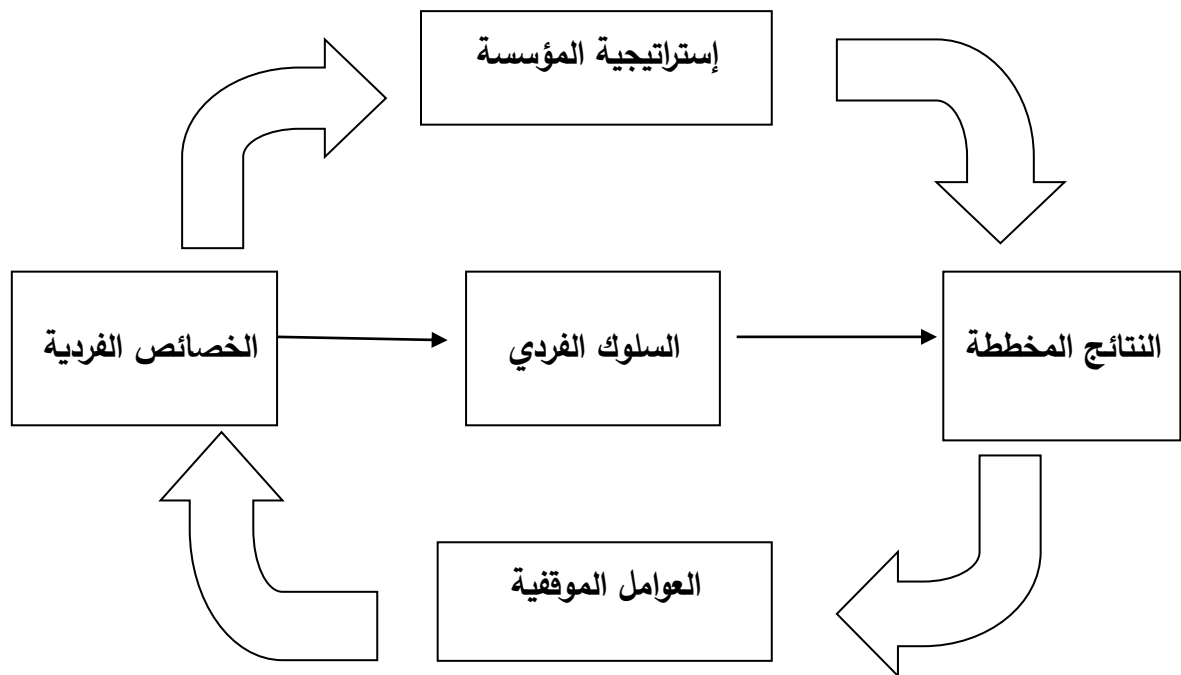 إستراتيجية المؤسسة
الخصائص الفردية
السلوك الفردي
النتائج المخططة
العوامل الموقفية